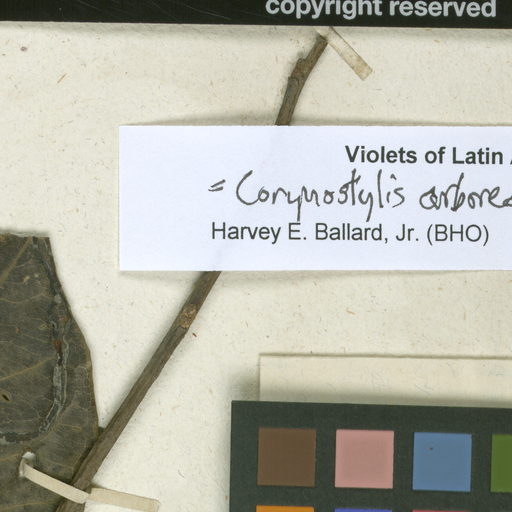 copyright reserved
Violets of Latin
= Corynostylis arborea
Harvey E. Ballard, Jr. (BHO)